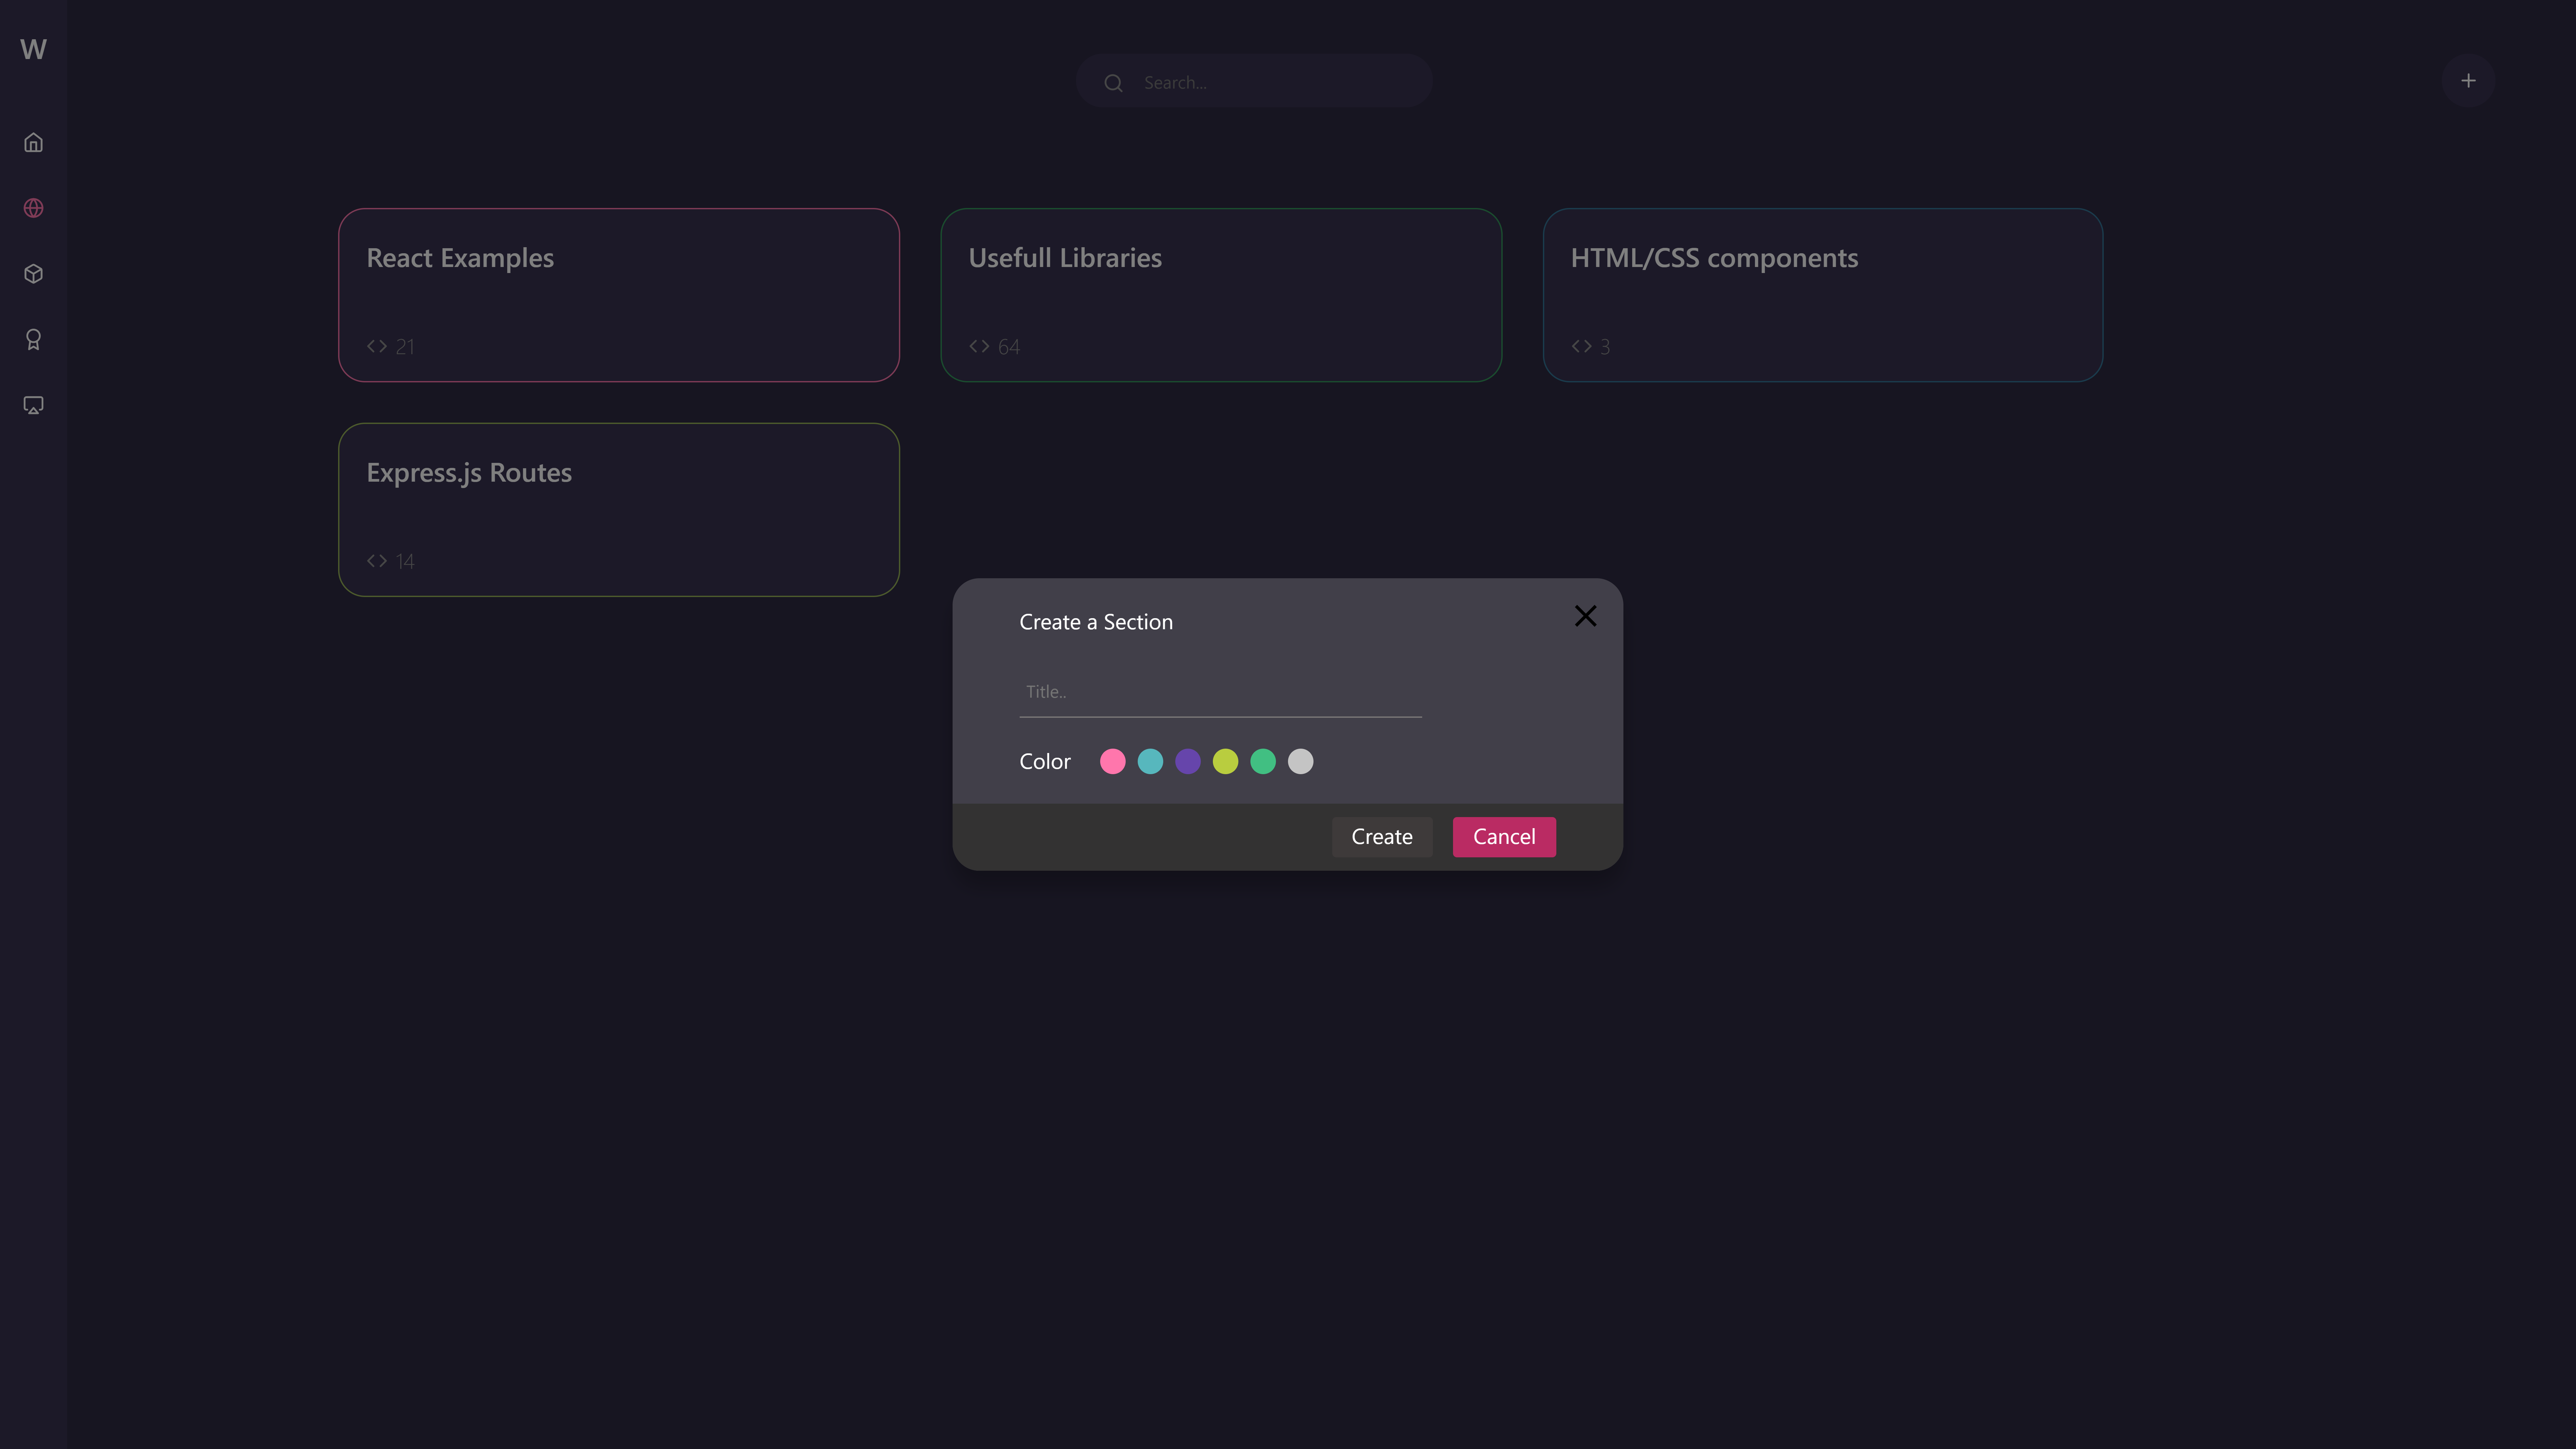 W
Search...
React Examples
21
Usefull Libraries
64
HTML/CSS components
3
Express.js Routes
14
Create a Section
Title..
Color
Create
Cancel